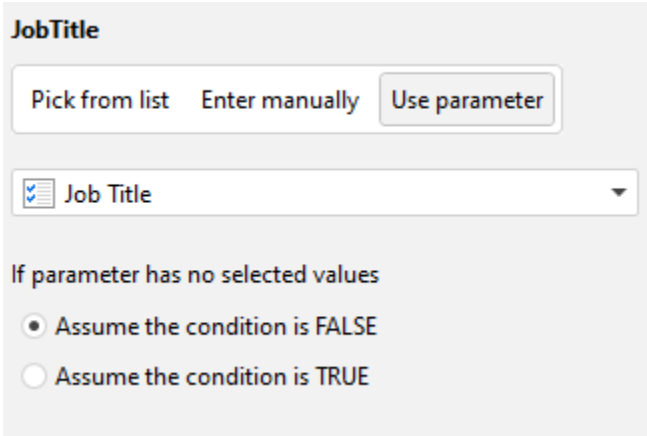 JobTitle
Pick from list Enter manually Use parameter
Job Title
If parameter has no selected values
Assume the condition is FALSE
Assume the condition is TRUE